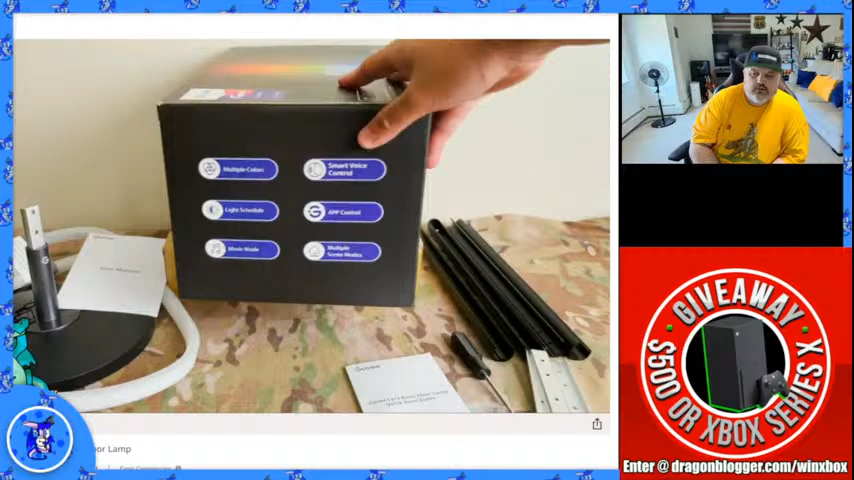 Multiple Colors
Smart Voice
Control
Light Schedule
APP Control
Music Mode
Multiple
Scene Modes
User Manual
Govee
or Lamp
GIVEAWAY
$500 OR XBOX SERIES X
Enter @ dragonblogger.com/winxbox